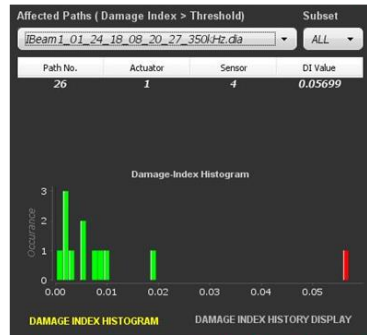 Affected Paths ( Damage Index > Threshold)
Subset
IBeam1_01_24_18_08_20_27_350kHz.dia
ALL
Path No. Actuator Sensor DI Value
26 1 4 0.05699
Damage-Index Histogram
Occurance
3
2
1
0
0.00 0.01 0.02 0.03 0.04 0.05
DAMAGE INDEX HISTOGRAM
DAMAGE INDEX HISTORY DISPLAY